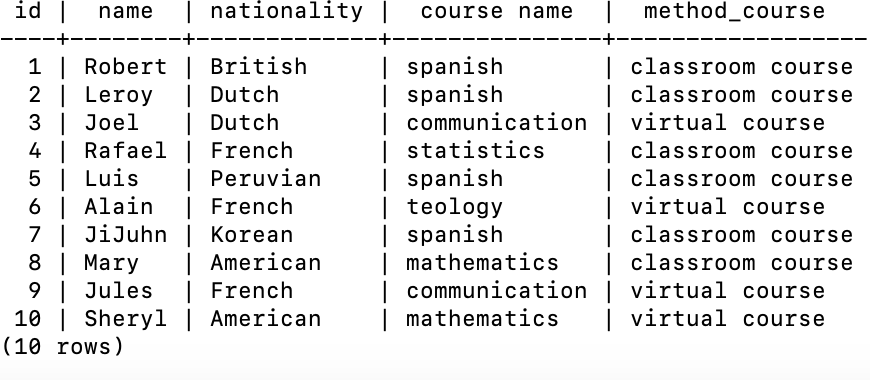 id |  name  | nationality |  course name  |  method_course
----+--------+-------------+---------------+------------------
  1 | Robert | British     | spanish       | classroom course
  2 | Leroy  | Dutch       | spanish       | classroom course
  3 | Joel   | Dutch       | communication | virtual course
  4 | Rafael | French      | statistics    | classroom course
  5 | Luis   | Peruvian    | spanish       | classroom course
  6 | Alain  | French      | teology       | virtual course
  7 | JiJuhn | Korean      | spanish       | classroom course
  8 | Mary   | American    | mathematics   | classroom course
  9 | Jules  | French      | communication | virtual course
 10 | Sheryl | American    | mathematics   | virtual course
(10 rows)